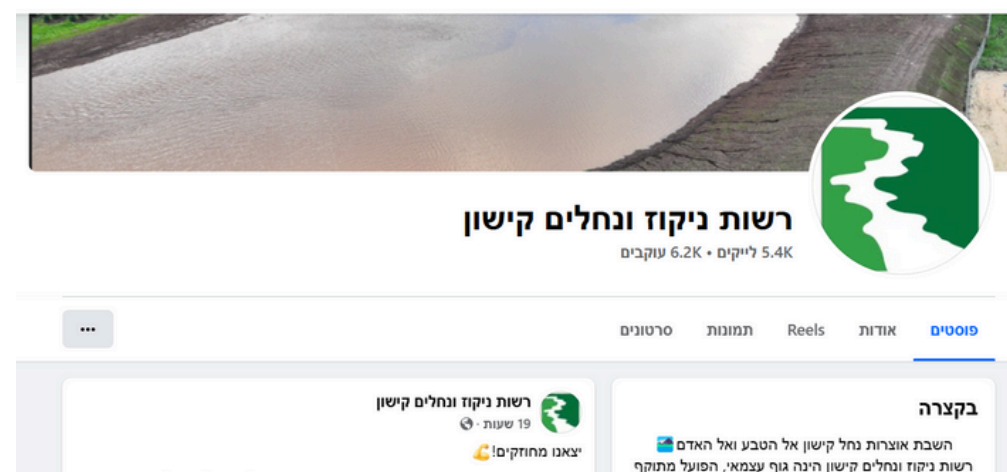 רשות ניקוז ונחלים קישון
5.4K לייקים • 6.2K עוקבים
פוסטים
אודות
Reels
תמונות
סרטונים
בקצרה
השבת אוצרות נחל קישון אל הטבע ואל האדם
רשות ניקוז ונחלים קישון הינה גוף עצמאי, הפועל מתוקף
רשות ניקוז ונחלים קישון
19 שעות ·
יצאנו מחוזקים!